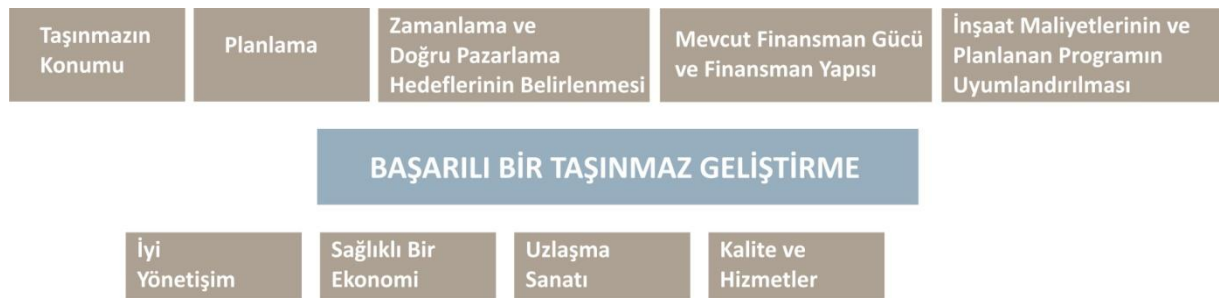 Taşınmazın
Konumu
Planlama
Zamanlama ve
Doğru Pazarlama
Hedeflerinin Belirlenmesi
Mevcut Finansman Gücü
ve Finansman Yapısı
İnşaat Maliyetlerinin ve
Planlanan Programın
Uyumlandırılması
BAŞARILI BİR TAŞINMAZ GELİŞTİRME
İyi
Yönetişim
Sağlıklı Bir
Ekonomi
Uzlaşma
Sanatı
Kalite ve
Hizmetler